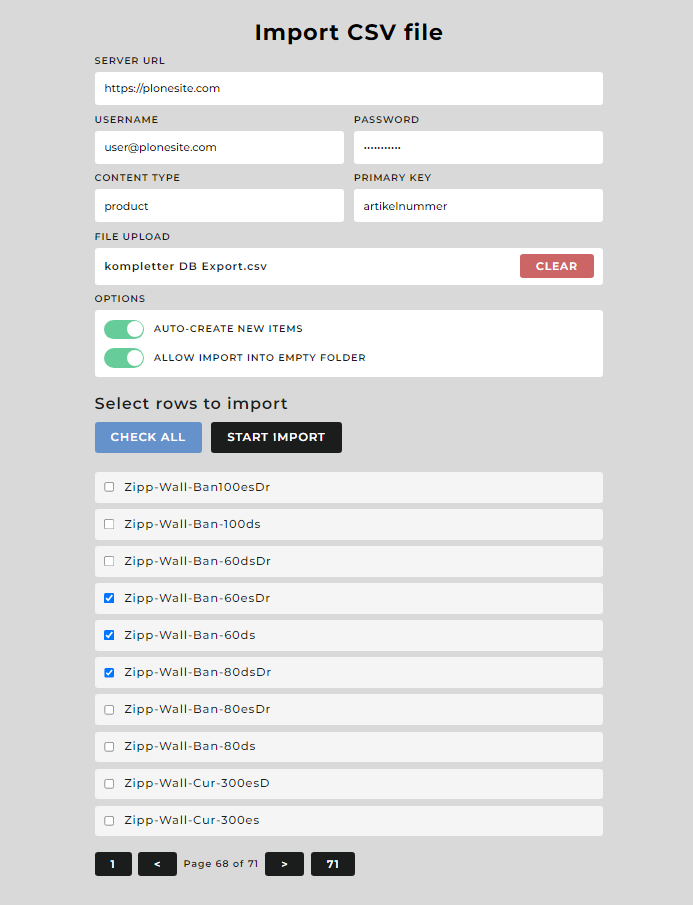 Import CSV file
SERVER URL
https://plonesite.com
USERNAME
PASSWORD
user@plonesite.com
•••••••••••
CONTENT TYPE
PRIMARY KEY
product
artikelnummer
FILE UPLOAD
kompletter DB Export.csv
CLEAR
OPTIONS
AUTO-CREATE NEW ITEMS
ALLOW IMPORT INTO EMPTY FOLDER
Select rows to import
CHECK ALL
START IMPORT
Zipp-Wall-Ban100esDr
Zipp-Wall-Ban-100ds
Zipp-Wall-Ban-60dsDr
Zipp-Wall-Ban-60esDr
Zipp-Wall-Ban-60ds
Zipp-Wall-Ban-80dsDr
Zipp-Wall-Ban-80esDr
Zipp-Wall-Ban-80ds
Zipp-Wall-Cur-300esD
Zipp-Wall-Cur-300es
1 < Page 68 of 71 > 71